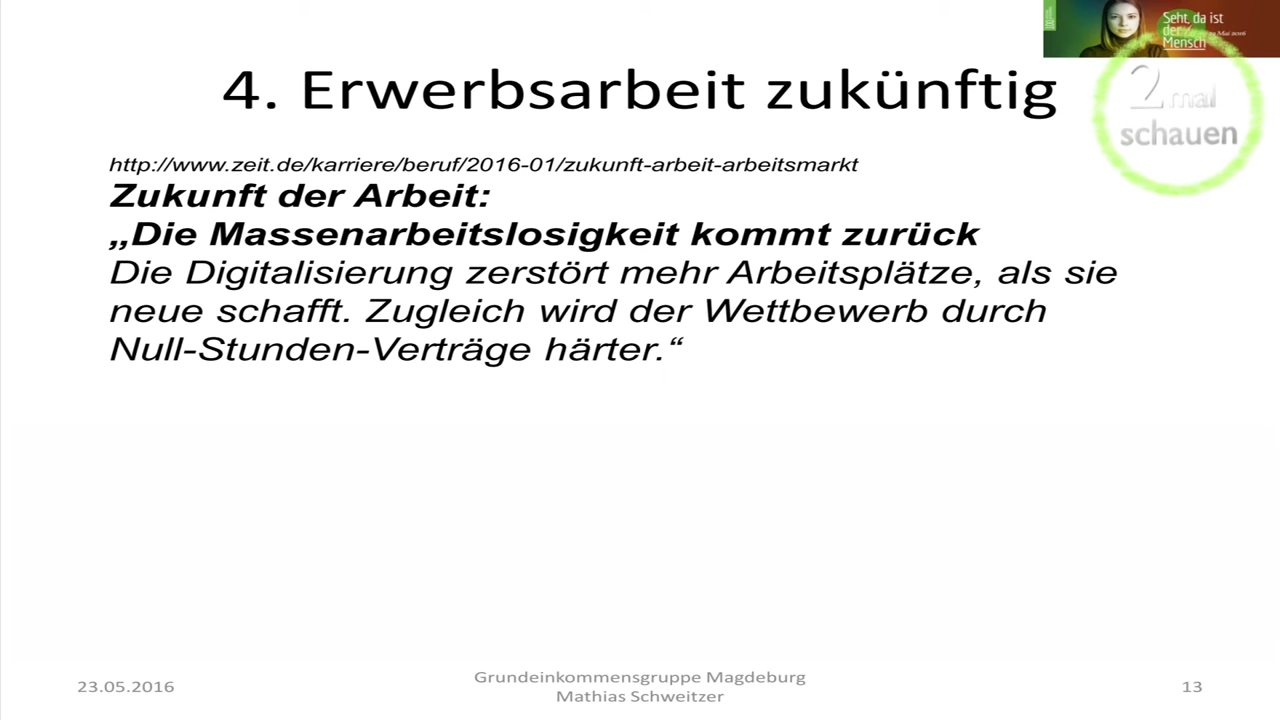 Seht, da ist
der
Mensch
Mai 2016
2 mal
schauen
4. Erwerbsarbeit zukünftig
http://www.zeit.de/karriere/beruf/2016-01/zukunft-arbeit-arbeitsmarkt
Zukunft der Arbeit:
„Die Massenarbeitslosigkeit kommt zurück
Die Digitalisierung zerstört mehr Arbeitsplätze, als sie
neue schafft. Zugleich wird der Wettbewerb durch
Null-Stunden-Verträge härter.“
23.05.2016
Grundeinkommensgruppe Magdeburg
Mathias Schweitzer
13